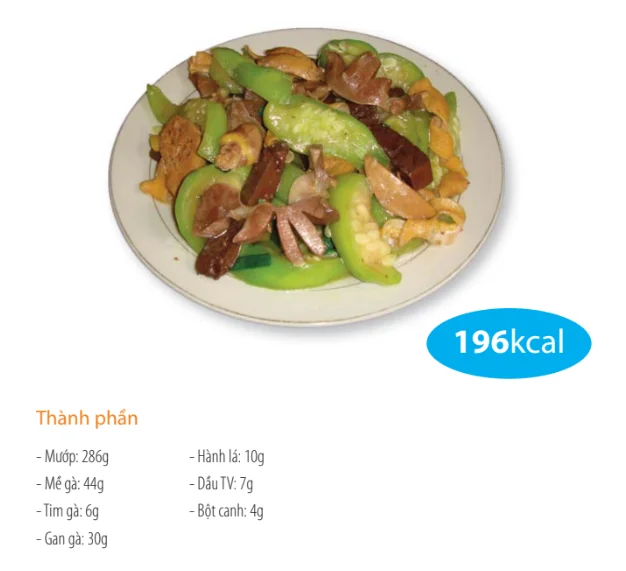 196kcal
Thành phần
- Mướp: 286g
- Mề gà: 44g
- Tim gà: 6g
- Gan gà: 30g
- Hành lá: 10g
- Dầu TV: 7g
- Bột canh: 4g